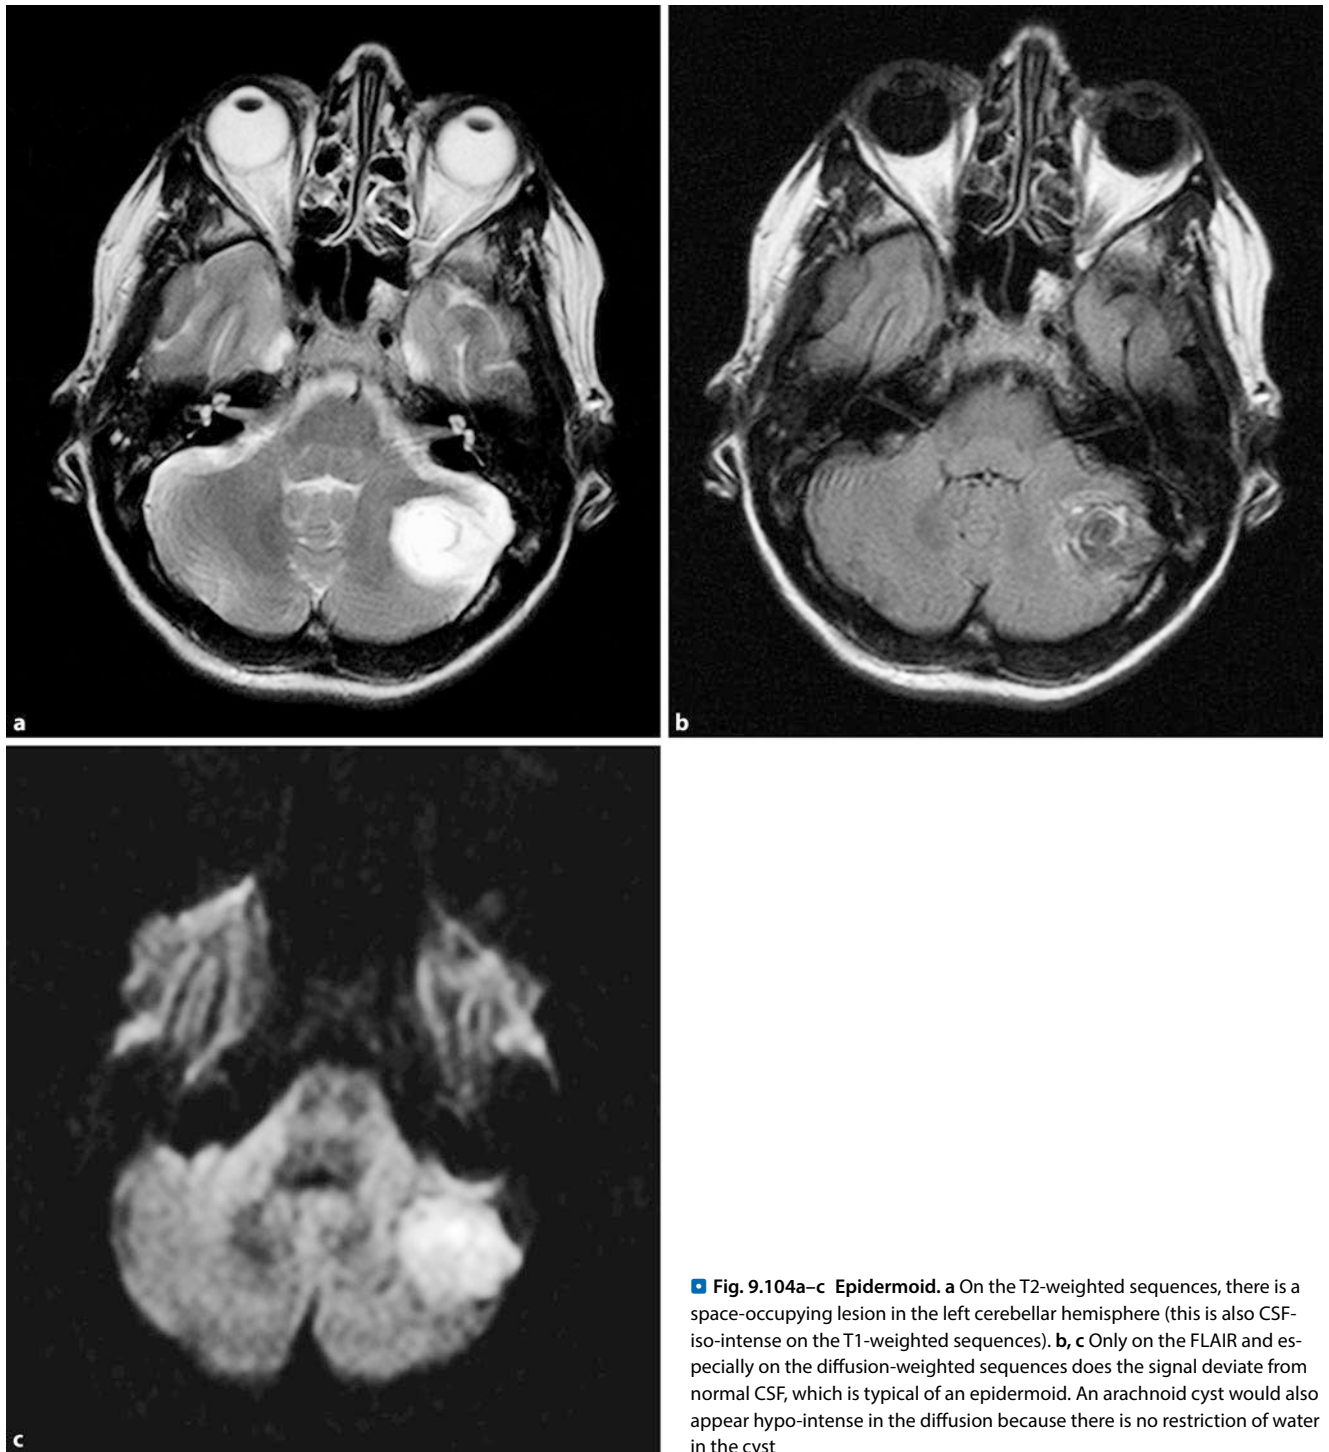 a
b
c
Fig. 9.104a–c Epidermoid. a On the T2-weighted sequences, there is a
space-occupying lesion in the left cerebellar hemisphere (this is also CSF-
iso-intense on the T1-weighted sequences). b, c Only on the FLAIR and es-
pecially on the diffusion-weighted sequences does the signal deviate from
normal CSF, which is typical of an epidermoid. An arachnoid cyst would also
appear hypo-intense in the diffusion because there is no restriction of water
in the cyst